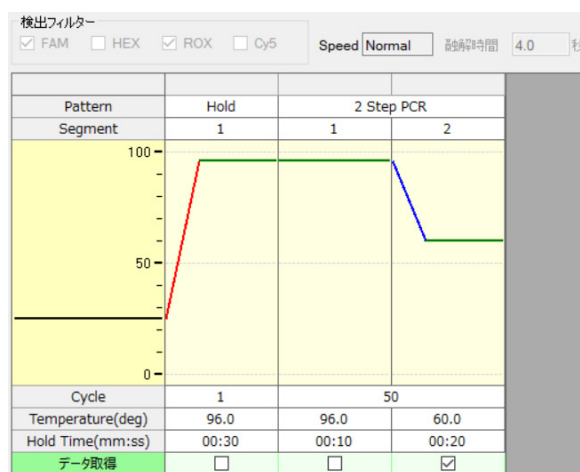 検出フィルター
FAM HEX ROX Cy5 Speed Normal 融解時間 4.0 秒
Pattern Hold 2 Step PCR
Segment 1 1 2
100
50
0
Cycle 1 50
Temperature(deg) 96.0 96.0 60.0
Hold Time(mm:ss) 00:30 00:10 00:20
データ取得